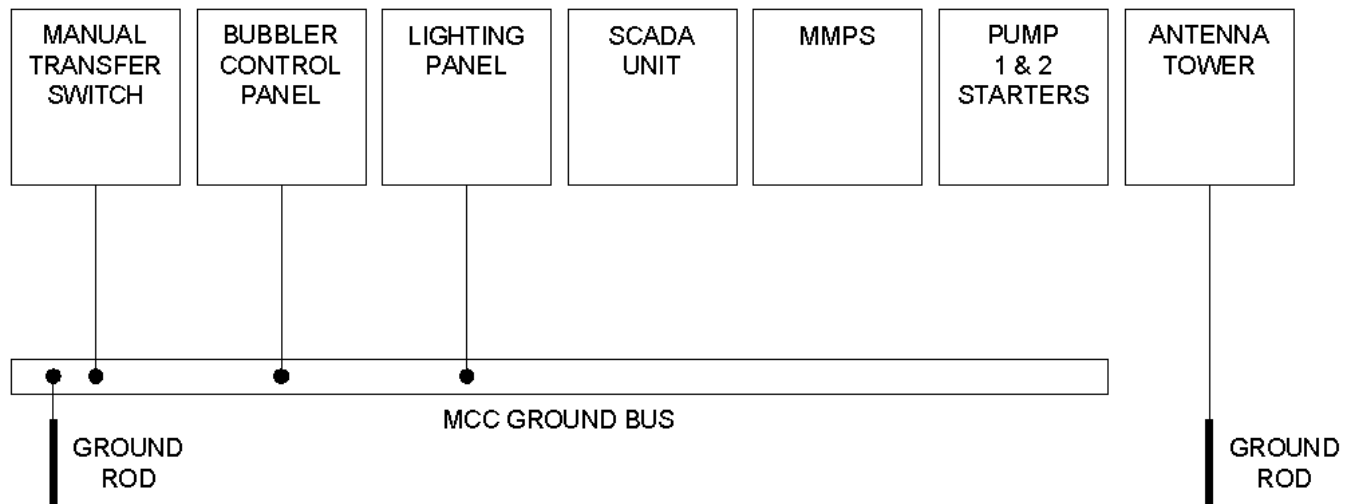 MANUAL
TRANSFER
SWITCH
BUBBLER
CONTROL
PANEL
LIGHTING
PANEL
SCADA
UNIT
MMPS
PUMP
1 & 2
STARTERS
ANTENNA
TOWER
MCC GROUND BUS
GROUND
ROD
GROUND
ROD